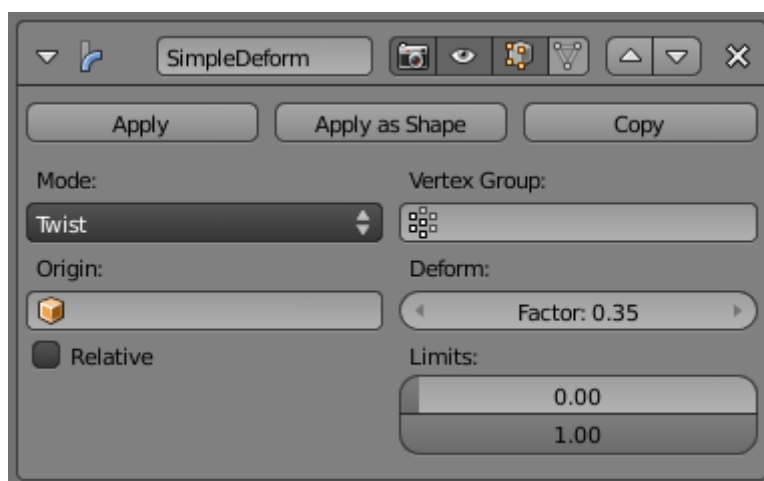 SimpleDeform
Apply Apply as Shape Copy
Mode: Vertex Group:
Twist
Origin: Deform:
Factor: 0.35
Relative Limits:
0.00
1.00